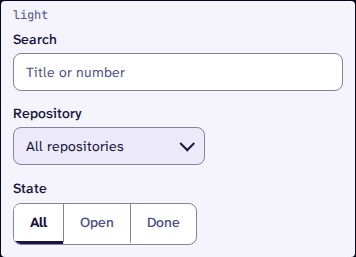 light
Search
Title or number
Repository
All repositories
State
All Open Done